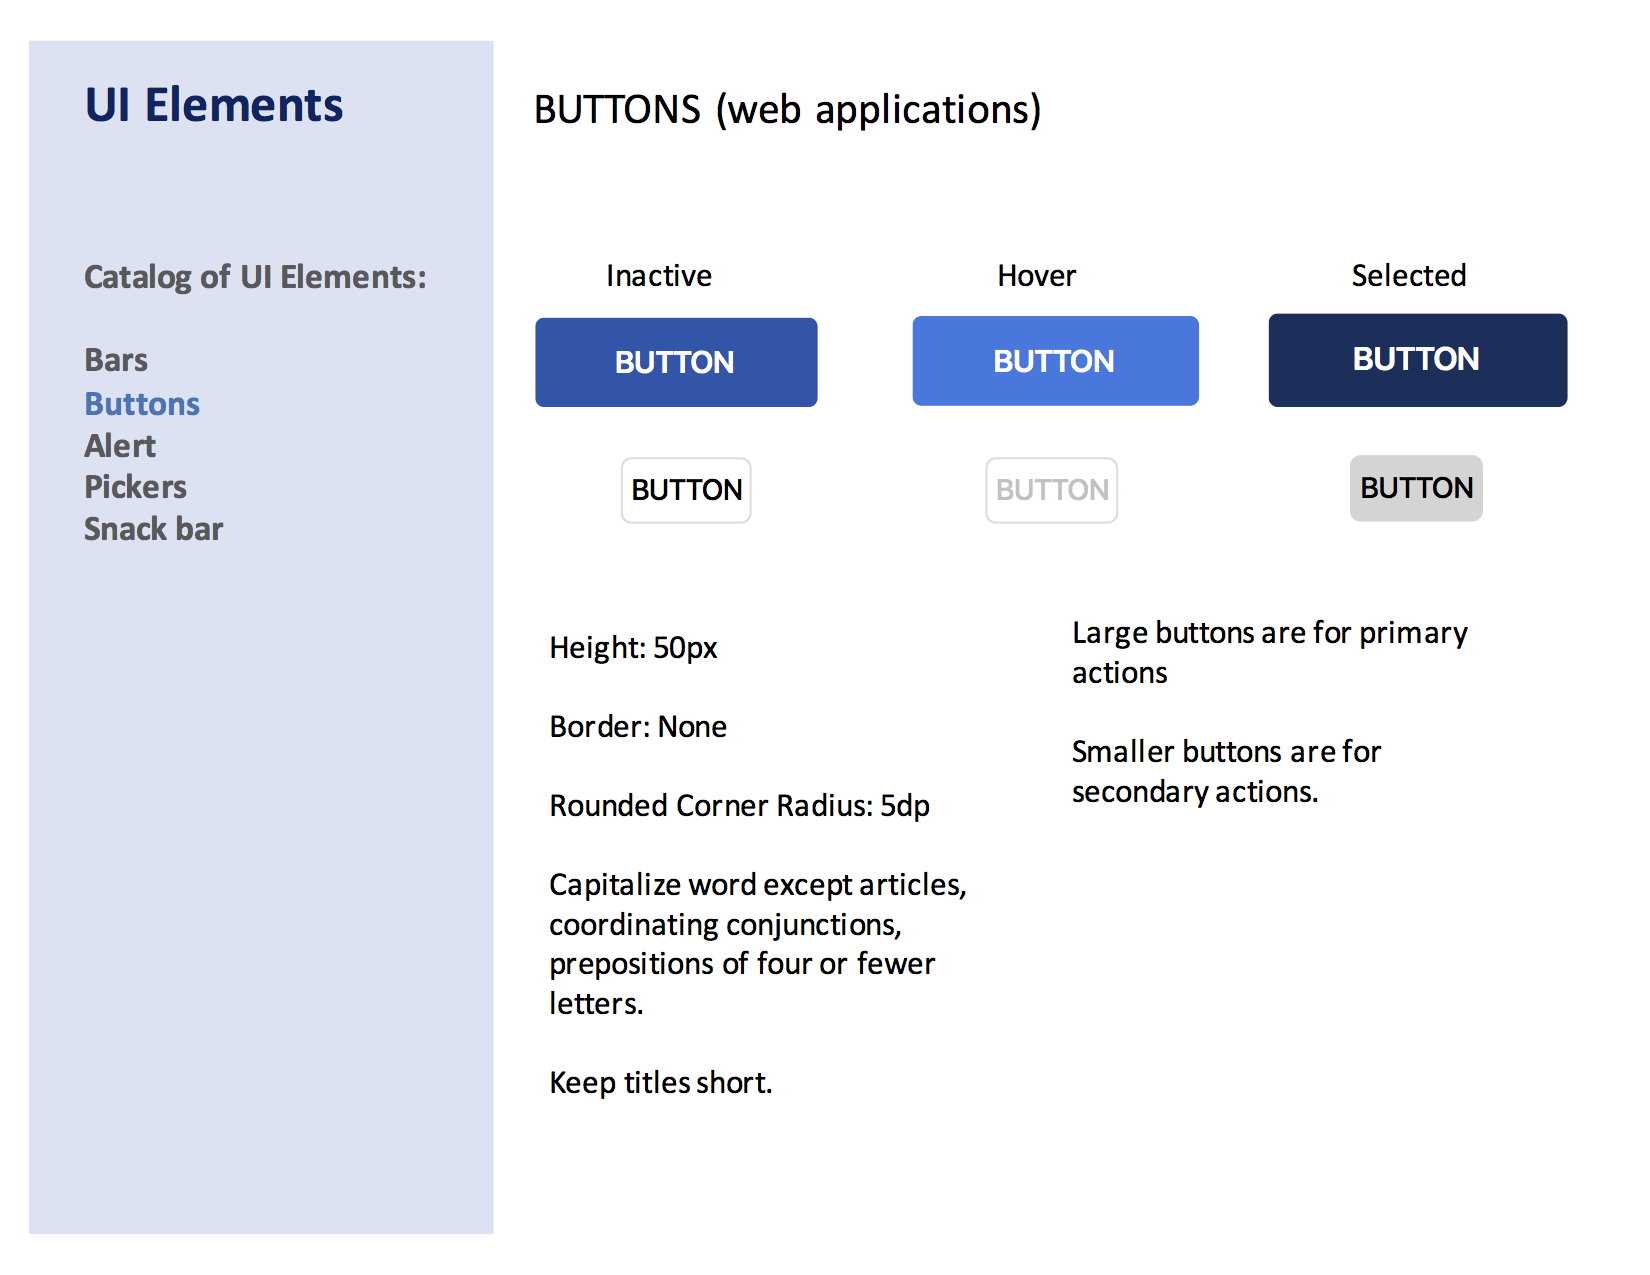 UI Elements
Catalog of UI Elements:
Bars
Buttons
Alert
Pickers
Snack bar
BUTTONS (web applications)
Inactive
Hover
Selected
BUTTON
BUTTON
BUTTON
BUTTON
BUTTON
BUTTON
Height: 50px
Border: None
Rounded Corner Radius: 5dp
Capitalize word except articles,
coordinating conjunctions,
prepositions of four or fewer
letters.
Keep titles short.
Large buttons are for primary
actions
Smaller buttons are for
secondary actions.